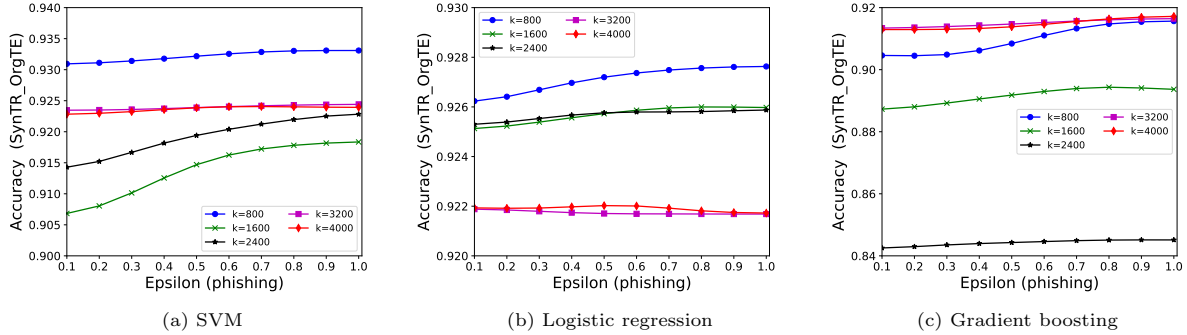 0.940
0.935
0.930
0.925
0.920
0.915
0.910
0.905
0.900
Accuracy (SynTR_OrgTE)
k=800
k=1600
k=2400
k=3200
k=4000
0.1 0.2 0.3 0.4 0.5 0.6 0.7 0.8 0.9 1.0
Epsilon (phishing)
(a) SVM
0.930
0.928
0.926
0.924
0.922
0.920
Accuracy (SynTR_OrgTE)
k=800
k=1600
k=2400
k=3200
k=4000
0.1 0.2 0.3 0.4 0.5 0.6 0.7 0.8 0.9 1.0
Epsilon (phishing)
(b) Logistic regression
0.92
0.90
0.88
0.86
0.84
Accuracy (SynTR_OrgTE)
k=800
k=1600
k=2400
k=3200
k=4000
0.1 0.2 0.3 0.4 0.5 0.6 0.7 0.8 0.9 1.0
Epsilon (phishing)
(c) Gradient boosting